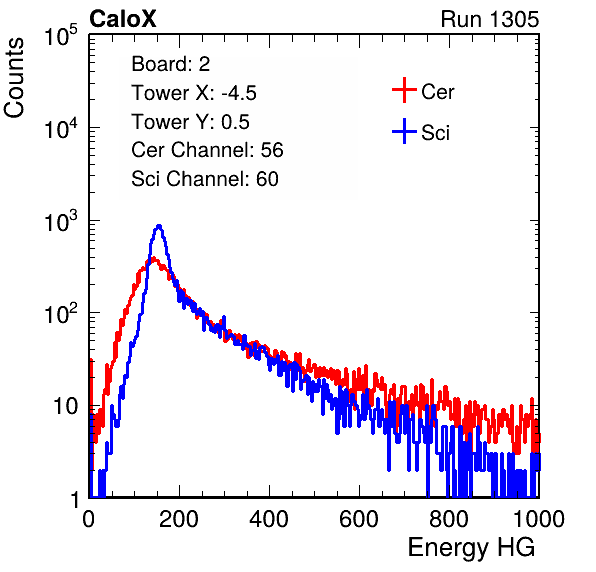 CaloX Run 1305
Counts
10^5
10^4
10^3
10^2
10
1
Board: 2
Tower X: -4.5
Tower Y: 0.5
Cer Channel: 56
Sci Channel: 60
Cer
Sci
0 200 400 600 800 1000
Energy HG